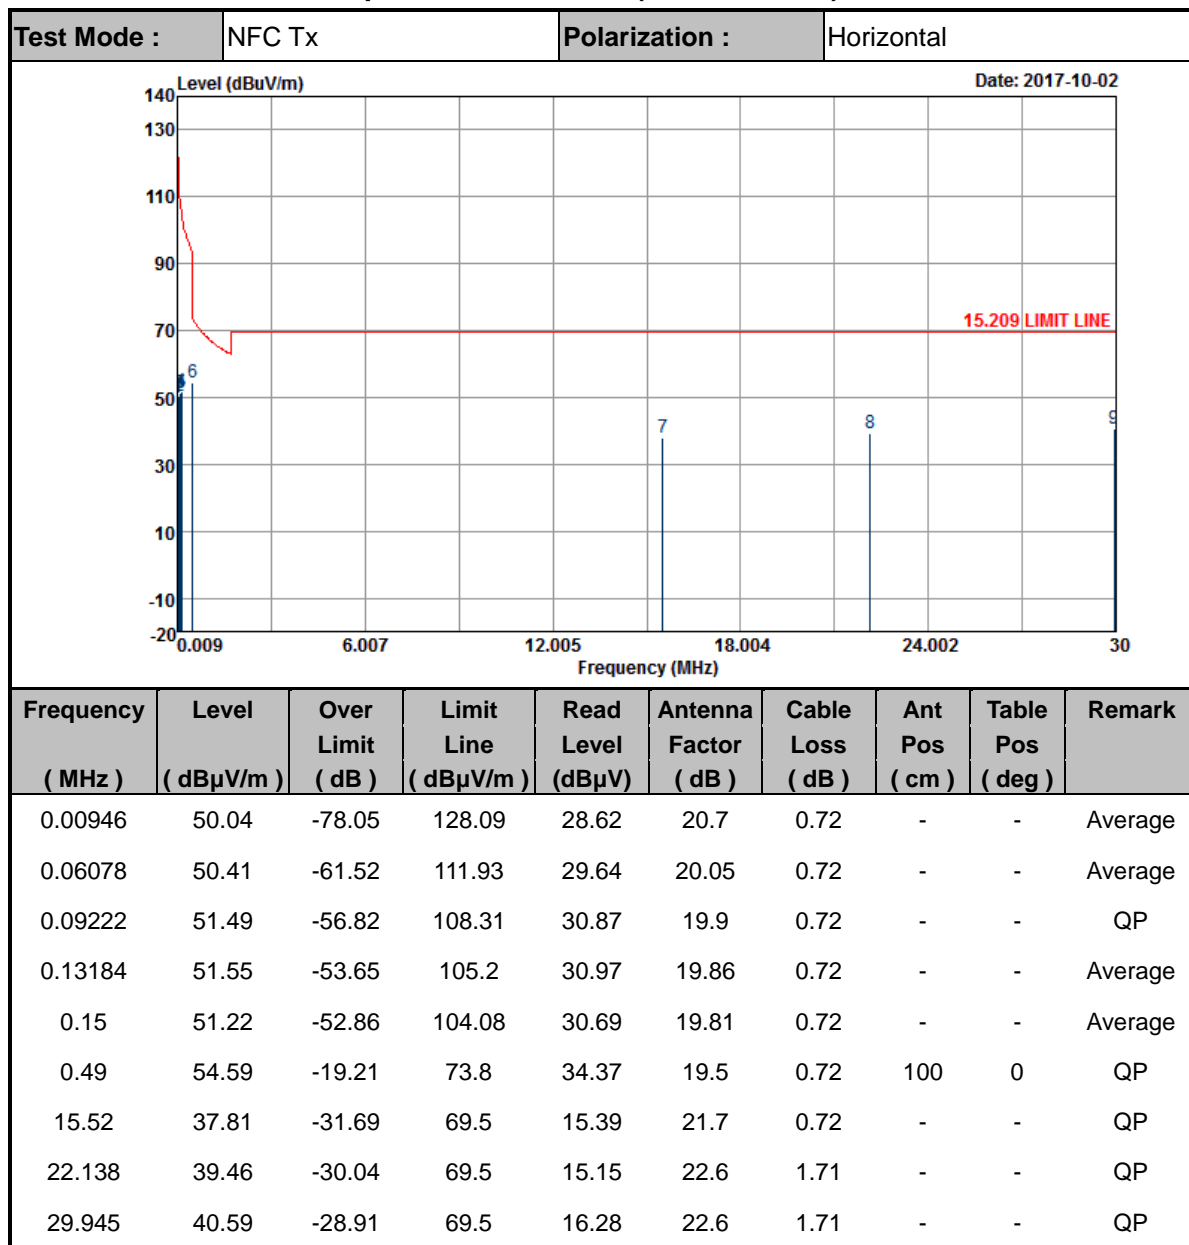 Test Mode : NFC Tx Polarization : Horizontal
Level (dBuV/m) Date: 2017-10-02
140
130
110
90
70
50
30
10
-10
-20
15.209 LIMIT LINE
6
7
8
9
0.009 6.007 12.005 18.004 24.002 30
Frequency (MHz)
Frequency Level Over Limit Read Antenna Cable Ant Table Remark
Limit Line Level Factor Loss Pos Pos
( MHz ) ( dBµV/m ) ( dB ) ( dBµV/m ) (dBµV) ( dB ) ( dB ) ( cm ) ( deg )
0.00946 50.04 -78.05 128.09 28.62 20.7 0.72 - - Average
0.06078 50.41 -61.52 111.93 29.64 20.05 0.72 - - Average
0.09222 51.49 -56.82 108.31 30.87 19.9 0.72 - - QP
0.13184 51.55 -53.65 105.2 30.97 19.86 0.72 - - Average
0.15 51.22 -52.86 104.08 30.69 19.81 0.72 - - Average
0.49 54.59 -19.21 73.8 34.37 19.5 0.72 100 0 QP
15.52 37.81 -31.69 69.5 15.39 21.7 0.72 - - QP
22.138 39.46 -30.04 69.5 15.15 22.6 1.71 - - QP
29.945 40.59 -28.91 69.5 16.28 22.6 1.71 - - QP